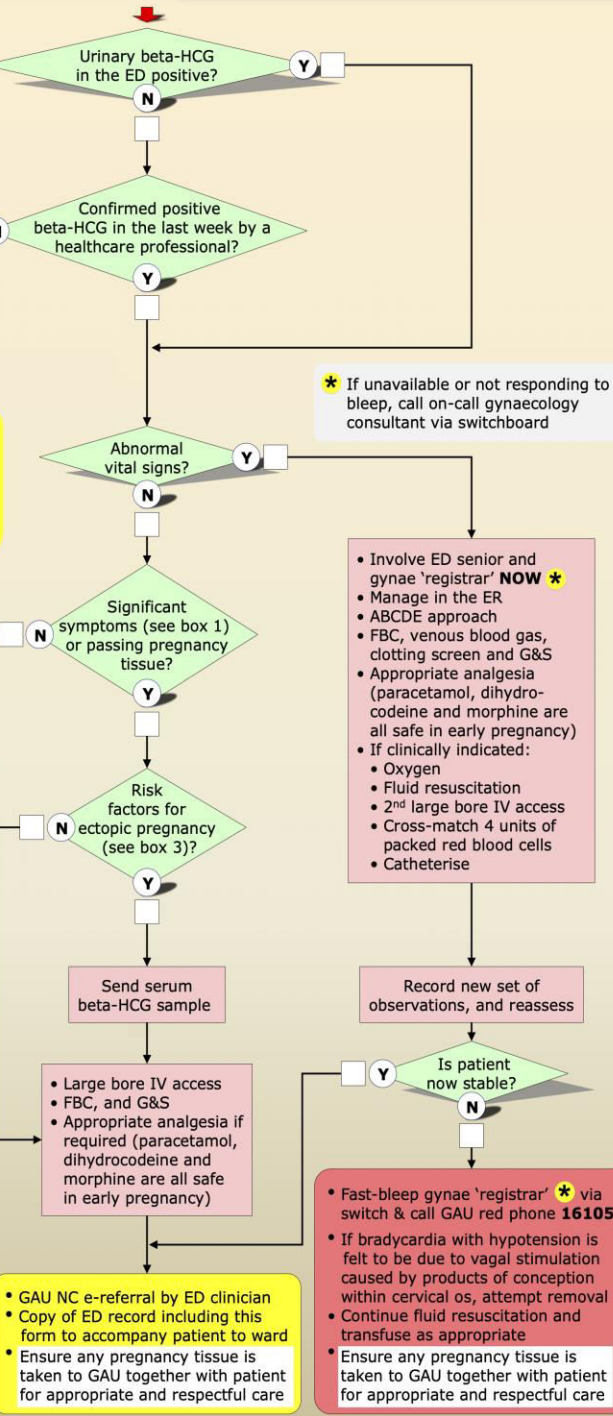 Urinary beta-HCG
in the ED positive?
Y
N
Confirmed positive
beta-HCG in the last week by a
healthcare professional?
Y
* If unavailable or not responding to
bleep, call on-call gynaecology
consultant via switchboard
Abnormal
vital signs?
Y
N
• Involve ED senior and
gynae ‘registrar’ NOW *
• Manage in the ER
• ABCDE approach
• FBC, venous blood gas,
clotting screen and G&S
• Appropriate analgesia
(paracetamol, dihydro-
codeine and morphine are
all safe in early pregnancy)
• If clinically indicated:
• Oxygen
• Fluid resuscitation
• 2nd large bore IV access
• Cross-match 4 units of
packed red blood cells
• Catheterise
Significant
symptoms (see box 1)
or passing pregnancy
tissue?
N
Y
Risk
factors for
ectopic pregnancy
(see box 3)?
N
Y
Send serum
beta-HCG sample
Record new set of
observations, and reassess
• Large bore IV access
• FBC, and G&S
• Appropriate analgesia if
required (paracetamol,
dihydrocodeine and
morphine are all safe
in early pregnancy)
Is patient
now stable?
Y
N
• GAU NC e-referral by ED clinician
• Copy of ED record including this
form to accompany patient to ward
• Ensure any pregnancy tissue is
taken to GAU together with patient
for appropriate and respectful care
• Fast-bleep gynae ‘registrar’ * via
switch & call GAU red phone 16105
• If bradycardia with hypotension is
felt to be due to vagal stimulation
caused by products of conception
within cervical os, attempt removal
• Continue fluid resuscitation and
transfuse as appropriate
• Ensure any pregnancy tissue is
taken to GAU together with patient
for appropriate and respectful care